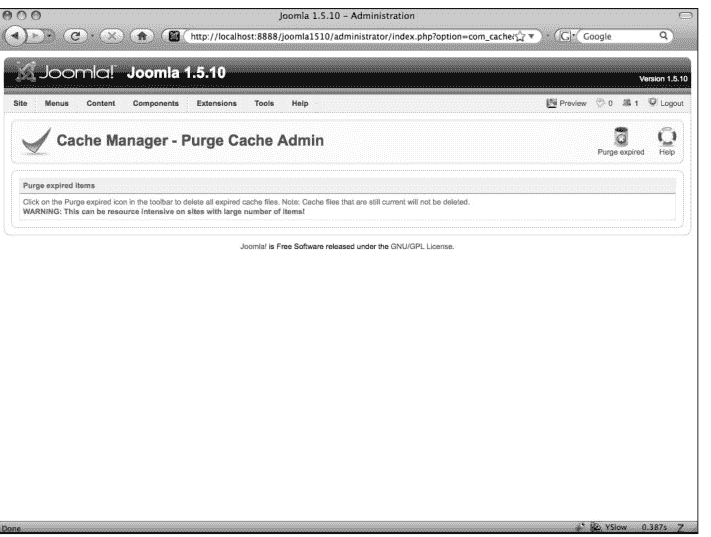 Joomla 1.5.10 – Administration
http://localhost:8888/joomla1510/administrator/index.php?option=com_cache
G Google
Joomla! Joomla 1.5.10
Version 1.5.10
Site Menus Content Components Extensions Tools Help Preview 0 1 Logout
Cache Manager - Purge Cache Admin
Purge expired Help
Purge expired items
Click on the Purge expired icon in the toolbar to delete all expired cache files. Note: Cache files that are still current will not be deleted.
WARNING: This can be resource intensive on sites with large number of items!
Joomla! is Free Software released under the GNU/GPL License.
Done YSlow 0.387s